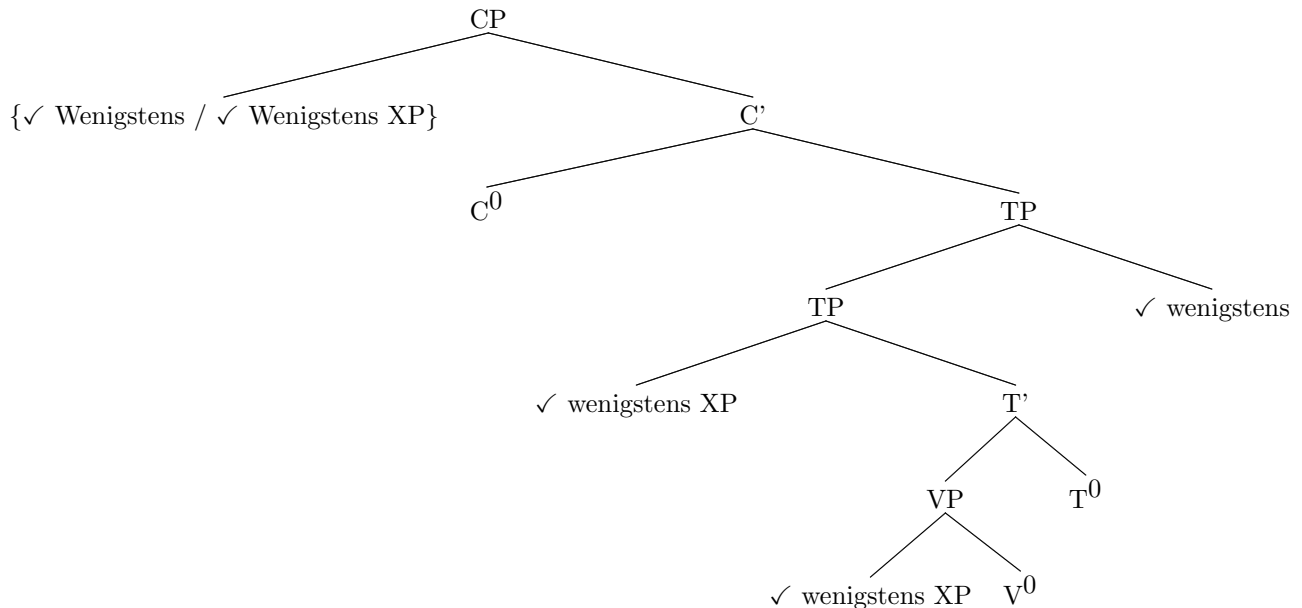 CP
{✓ Wenigstens / ✓ Wenigstens XP}
C’
C⁰
TP
TP
✓ wenigstens
✓ wenigstens XP
T’
VP
T⁰
✓ wenigstens XP
V⁰